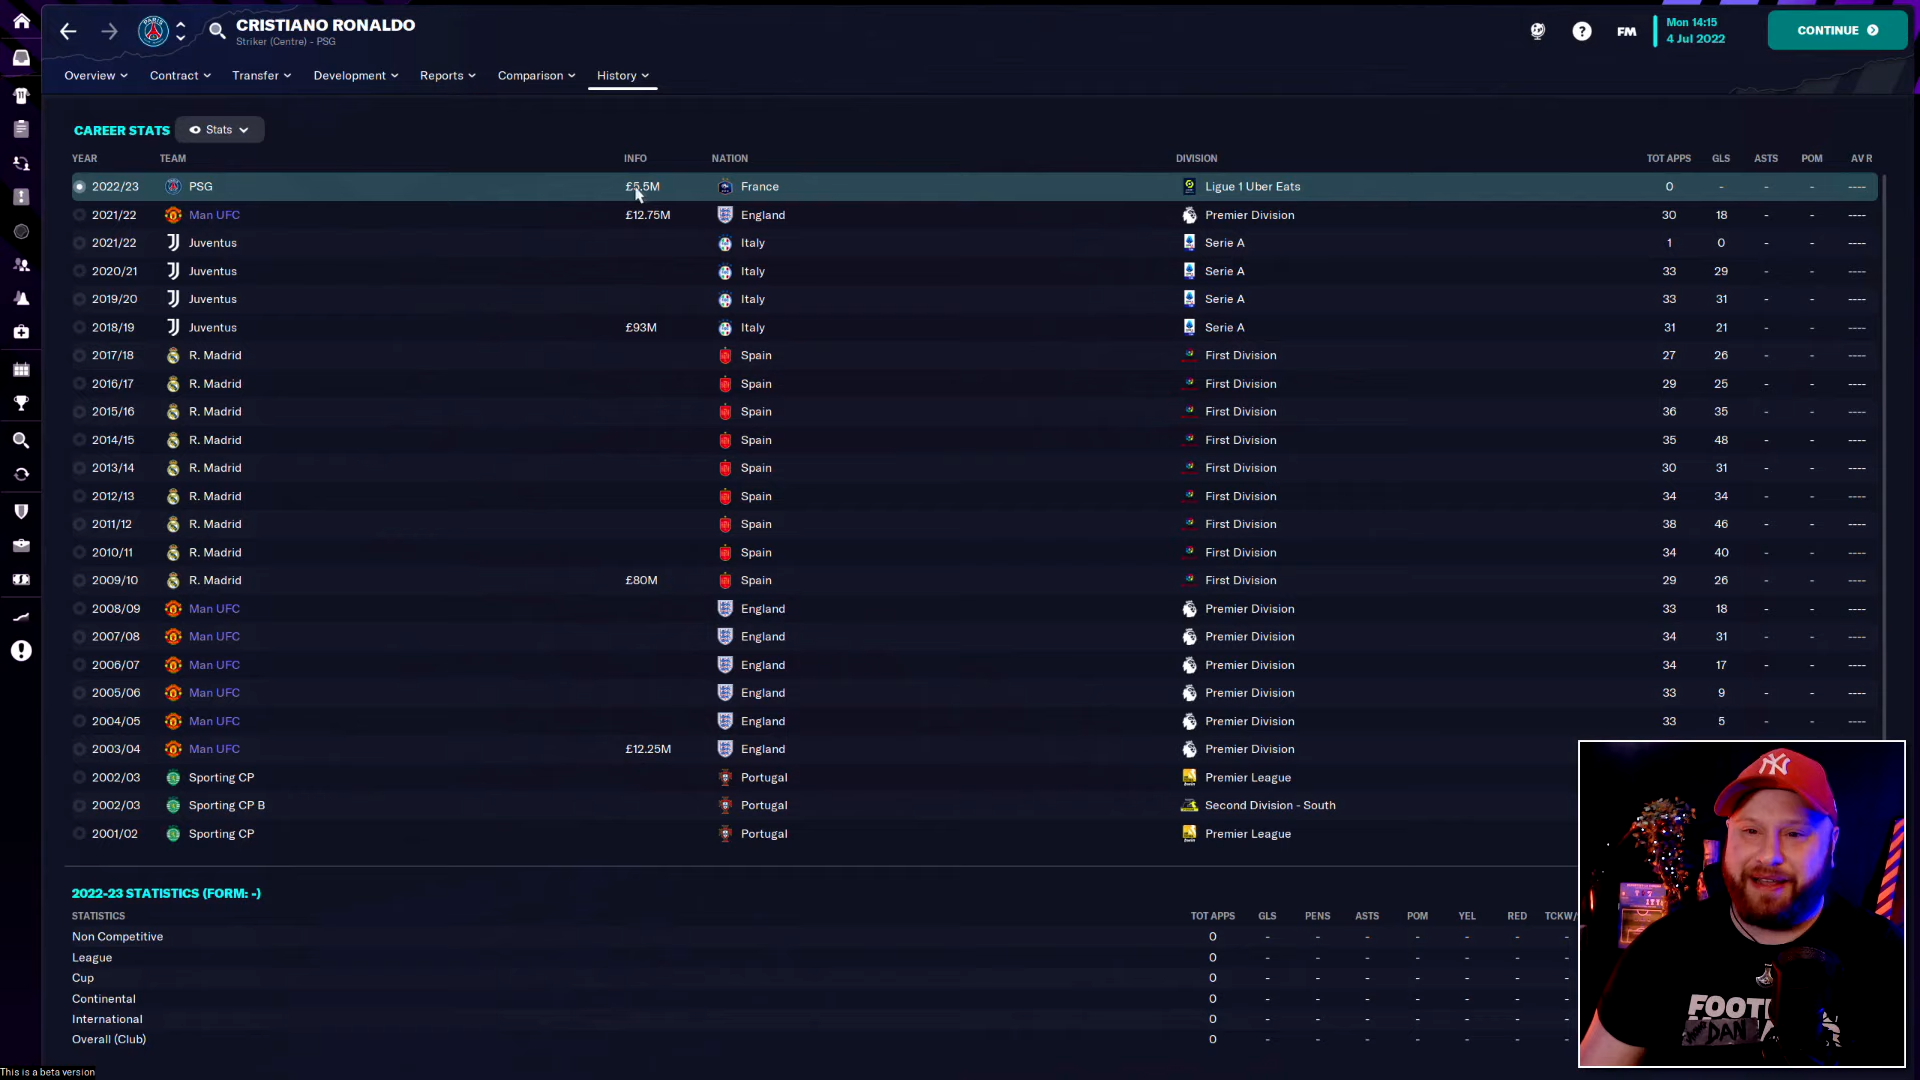 CRISTIANO RONALDO
Striker (Centre) - PSG
FM
Mon 14:15
4 Jul 2022
CONTINUE
Overview Contract Transfer Development Reports Comparison History
CAREER STATS Stats
YEAR TEAM INFO NATION DIVISION TOT APPS GLS ASTS POM AV R
2022/23 PSG £5.5M France Ligue 1 Uber Eats 0 - - - ----
2021/22 Man UFC £12.75M England Premier Division 30 18 - - ----
2021/22 Juventus Italy Serie A 1 0 - - ----
2020/21 Juventus Italy Serie A 33 29 - - ----
2019/20 Juventus Italy Serie A 33 31 - - ----
2018/19 Juventus £93M Italy Serie A 31 21 - - ----
2017/18 R. Madrid Spain First Division 27 26 - - ----
2016/17 R. Madrid Spain First Division 29 25 - - ----
2015/16 R. Madrid Spain First Division 36 35 - - ----
2014/15 R. Madrid Spain First Division 35 48 - - ----
2013/14 R. Madrid Spain First Division 30 31 - - ----
2012/13 R. Madrid Spain First Division 34 34 - - ----
2011/12 R. Madrid Spain First Division 38 46 - - ----
2010/11 R. Madrid Spain First Division 34 40 - - ----
2009/10 R. Madrid £80M Spain First Division 29 26 - - ----
2008/09 Man UFC England Premier Division 33 18 - - ----
2007/08 Man UFC England Premier Division 34 31 - - ----
2006/07 Man UFC England Premier Division 34 17 - - ----
2005/06 Man UFC England Premier Division 33 9 - - ----
2004/05 Man UFC England Premier Division 33 5 - - ----
2003/04 Man UFC £12.25M England Premier Division
2002/03 Sporting CP Portugal Premier League
2002/03 Sporting CP B Portugal Second Division - South
2001/02 Sporting CP Portugal Premier League
2022-23 STATISTICS (FORM: -)
STATISTICS TOT APPS GLS PENS ASTS POM YEL RED TCKW/
Non Competitive 0 - - - - - - -
League 0 - - - - - - -
Cup 0 - - - - - - -
Continental 0 - - - - - - -
International 0 - - - - - - -
Overall (Club) 0 - - - - - - -
This is a beta version
NY
DAN